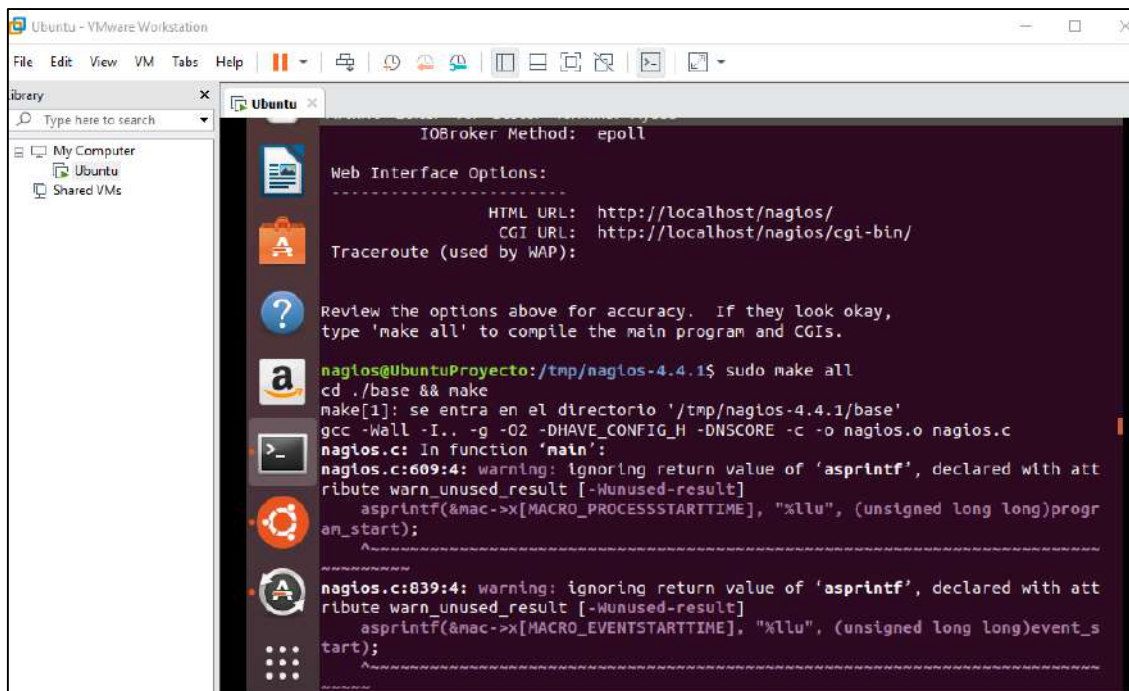 Ubuntu - VMware Workstation
File Edit View VM Tabs Help
ibrary
Type here to search
My Computer
Ubuntu
Shared VMs
Ubuntu
IOBroker Method: epoll
Web Interface Options:
------------------------
HTML URL: http://localhost/nagios/
CGI URL: http://localhost/nagios/cgi-bin/
Traceroute (used by WAP):
Review the options above for accuracy. If they look okay,
type 'make all' to compile the main program and CGIs.
nagios@UbuntuProyecto:/tmp/nagios-4.4.1$ sudo make all
cd ./base && make
make[1]: se entra en el directorio '/tmp/nagios-4.4.1/base'
gcc -Wall -I.. -g -O2 -DHAVE_CONFIG_H -DNSCORE -c -o nagios.o nagios.c
nagios.c: In function ‘main’:
nagios.c:609:4: warning: ignoring return value of ‘asprintf’, declared with att
ribute warn_unused_result [-Wunused-result]
asprintf(&mac->x[MACRO_PROCESSSTARTTIME], "%llu", (unsigned long long)progr
am_start);
^~~~~~~~~~~~~~~~~~~~~~~~~~~~~~~~~~~~~~~~~~~~~~~~~~~~~~~~~~~~~~~~~~~~~~~~~~~
~~~~~~~~~
nagios.c:839:4: warning: ignoring return value of ‘asprintf’, declared with att
ribute warn_unused_result [-Wunused-result]
asprintf(&mac->x[MACRO_EVENTSTARTTIME], "%llu", (unsigned long long)event_s
tart);
^~~~~~~~~~~~~~~~~~~~~~~~~~~~~~~~~~~~~~~~~~~~~~~~~~~~~~~~~~~~~~~~~~~~~~~~~~~
~~~~~